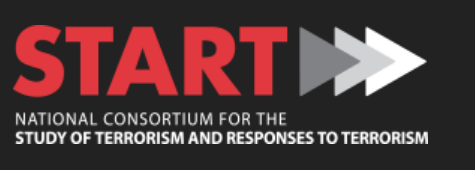 START
NATIONAL CONSORTIUM FOR THE
STUDY OF TERRORISM AND RESPONSES TO TERRORISM